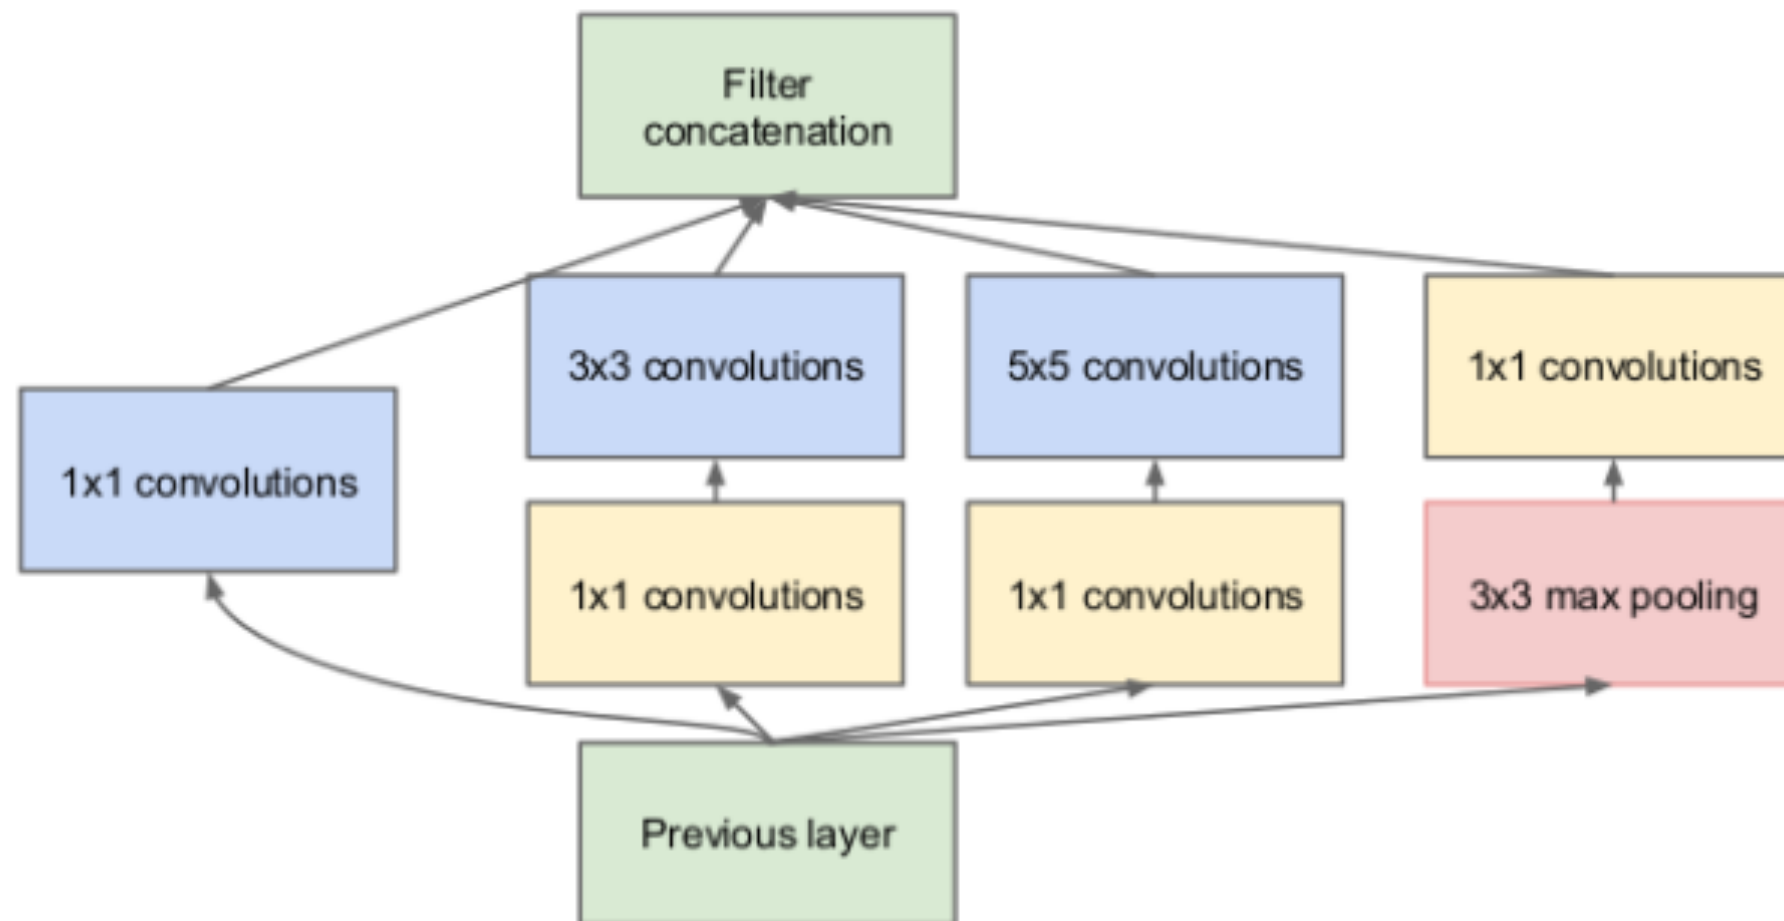 Filter
concatenation
3x3 convolutions
5x5 convolutions
1x1 convolutions
1x1 convolutions
1x1 convolutions
1x1 convolutions
3x3 max pooling
Previous layer